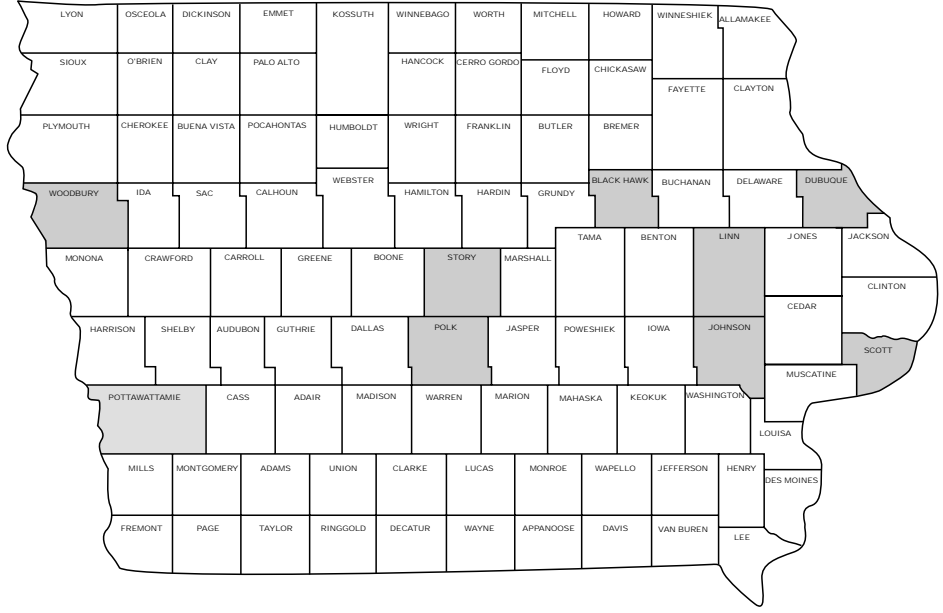 LYON OSCEOLA DICKINSON EMMET KOSSUTH WINNEBAGO WORTH MITCHELL HOWARD WINNESHIEK ALLAMAKEE
SIOUX O'BRIEN CLAY PALO ALTO HANCOCK CERRO GORDO FLOYD CHICKASAW
FAYETTE CLAYTON
PLYMOUTH CHEROKEE BUENA VISTA POCAHONTAS HUMBOLDT WRIGHT FRANKLIN BUTLER BREMER
WOODBURY IDA SAC CALHOUN WEBSTER HAMILTON HARDIN GRUNDY BLACK HAWK BUCHANAN DELAWARE DUBUQUE
TAMA BENTON LINN JONES JACKSON
MONONA CRAWFORD CARROLL GREENE BOONE STORY MARSHALL
CLINTON
CEDAR
HARRISON SHELBY AUDUBON GUTHRIE DALLAS POLK JASPER POWESHIEK IOWA JOHNSON
SCOTT
MUSCATINE
POTTAWATTAMIE CASS ADAIR MADISON WARREN MARION MAHASKA KEOKUK WASHINGTON
LOUISA
MILLS MONTGOMERY ADAMS UNION CLARKE LUCAS MONROE WAPELLO JEFFERSON HENRY
DES MOINES
FREMONT PAGE TAYLOR RINGGOLD DECATUR WAYNE APPANOOSE DAVIS VAN BUREN
LEE